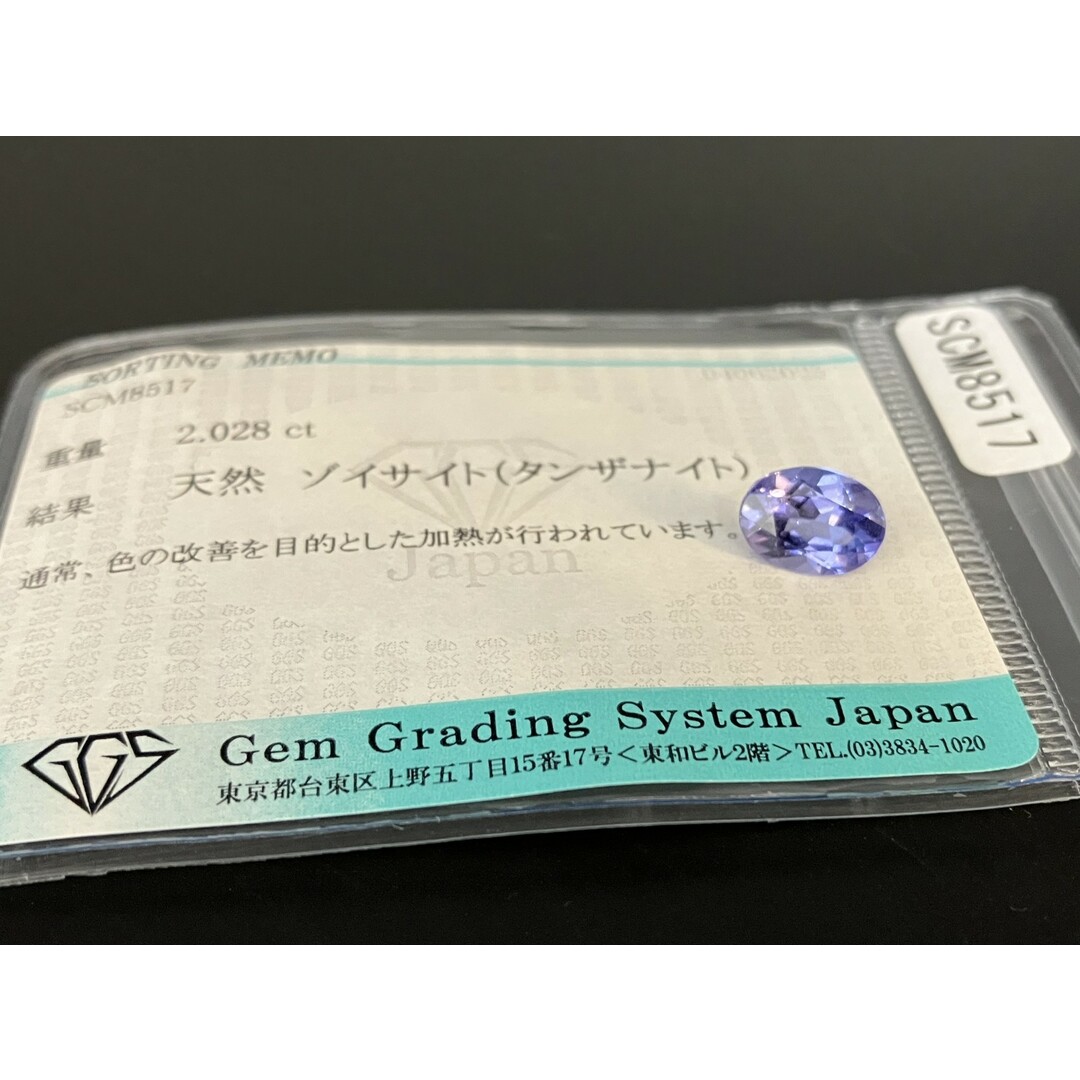 SORTING MEMO
SCM8517
重量 2.028 ct
結果 天然 ゾイサイト(タンザナイト)
通常、色の改善を目的とした加熱が行われています。
GGS
Japan
GGS Gem Grading System Japan
東京都台東区上野五丁目15番17号<東和ビル2階>TEL.(03)3834-1020
SCM8517